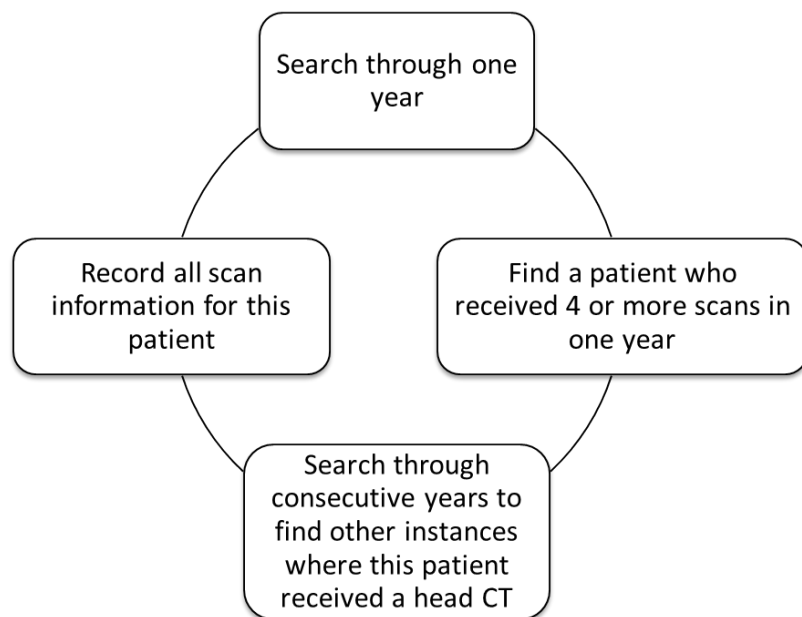 Search through one
year
Find a patient who
received 4 or more scans in
one year
Search through
consecutive years to
find other instances
where this patient
received a head CT
Record all scan
information for this
patient